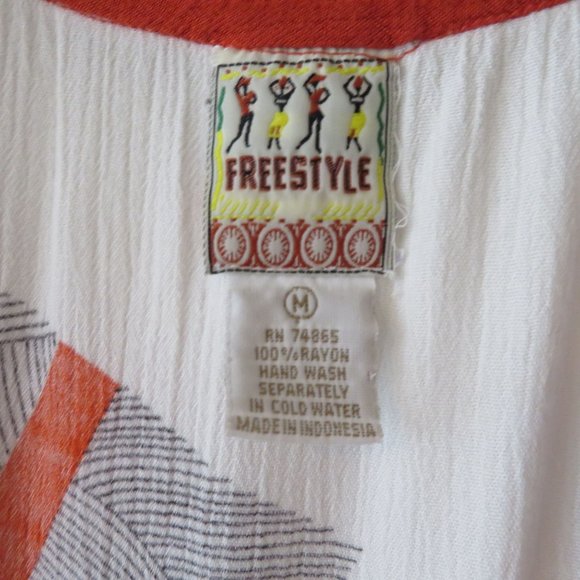 FREESTYLE
M
RN 74865
100% RAYON
HAND WASH
SEPARATELY
IN COLD WATER
MADE IN INDONESIA